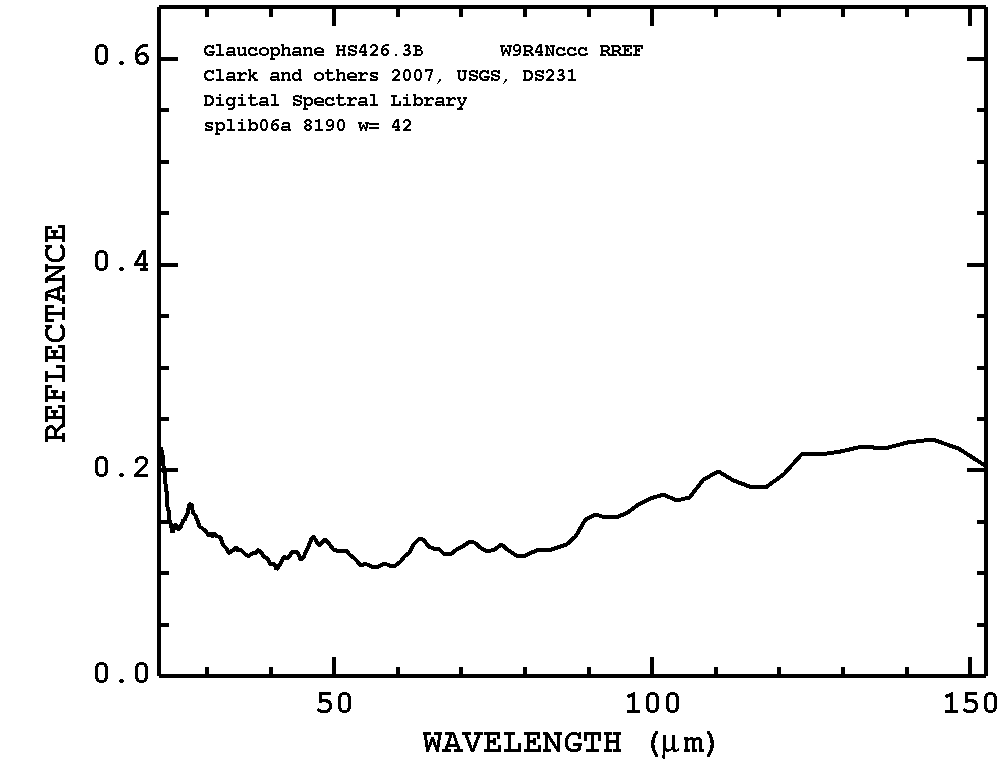 Glaucophane HS426.3B W9R4Nccc RREF
Clark and others 2007, USGS, DS231
Digital Spectral Library
splib06a 8190 w= 42
0.6
0.4
0.2
0.0
REFLECTANCE
50 100 150
WAVELENGTH (μm)